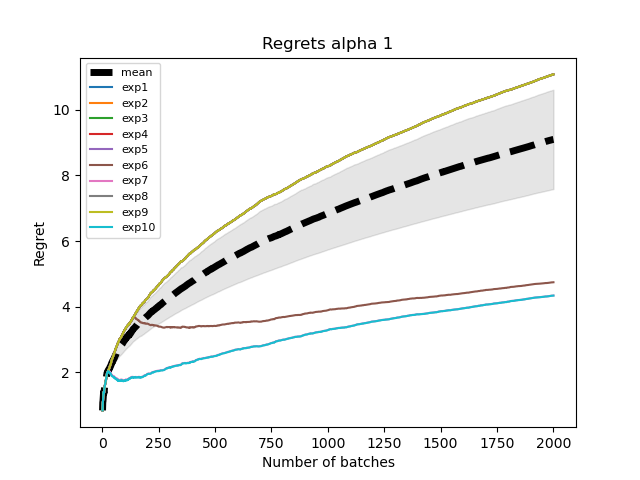 Regrets alpha 1
mean
exp1
exp2
exp3
exp4
exp5
exp6
exp7
exp8
exp9
exp10
Regret
10
8
6
4
2
0 250 500 750 1000 1250 1500 1750 2000
Number of batches